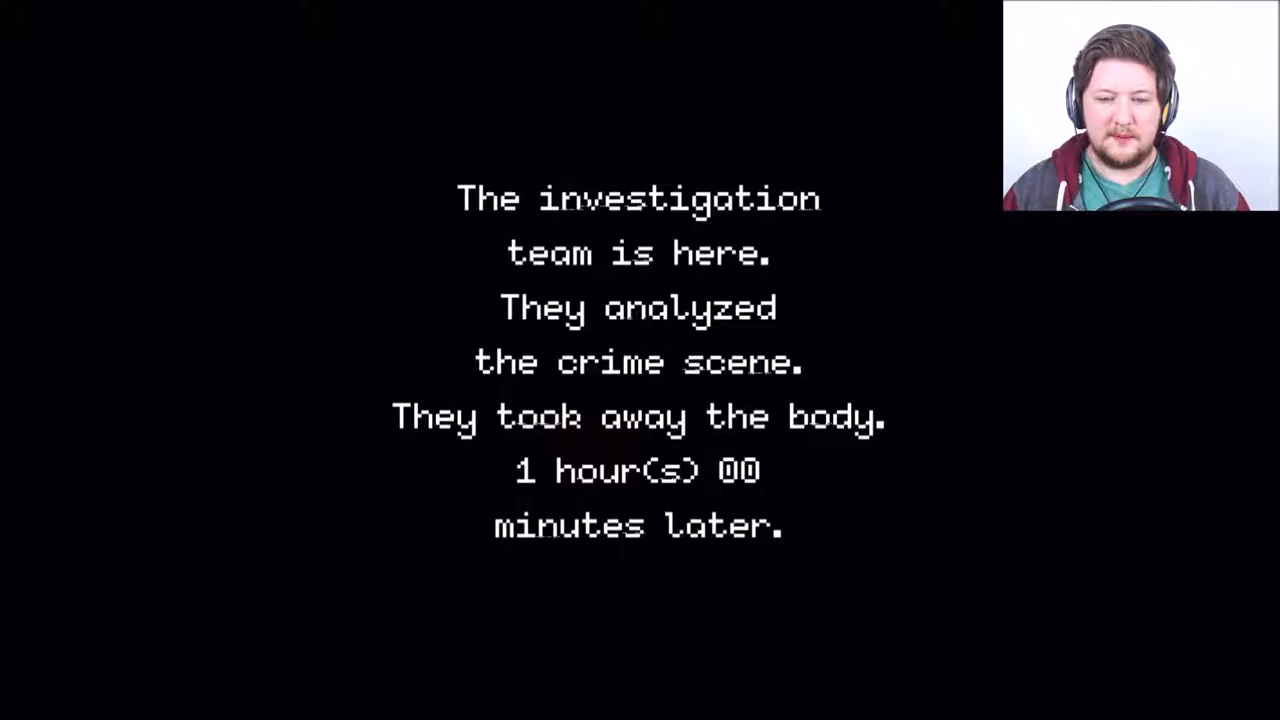 The investigation
team is here.
They analyzed
the crime scene.
They took away the body.
1 hour(s) 00
minutes later.